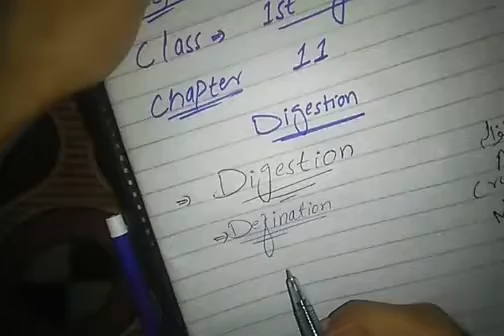 Class ⇒ 1st
Chapter 11
Digestion
⇒ Digestion
⇒ Defination